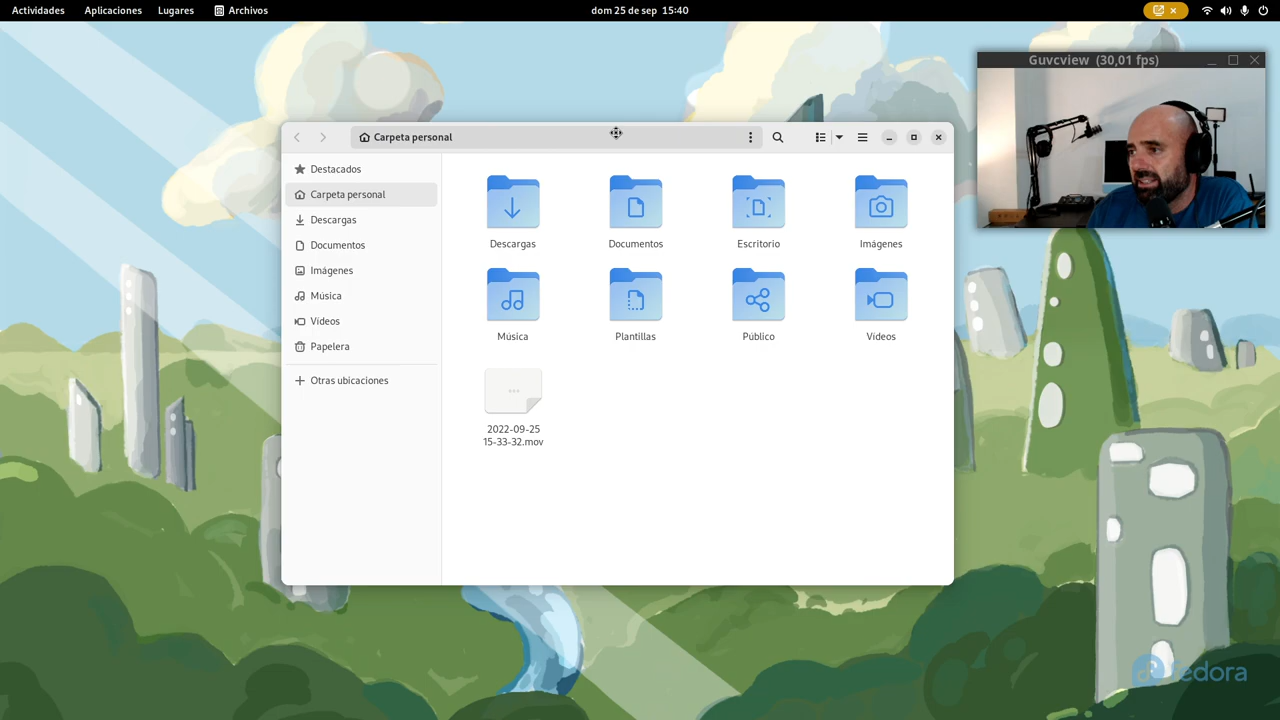 Actividades Aplicaciones Lugares Archivos dom 25 de sep 15:40
Guvcview (30,01 fps)
Carpeta personal
Destacados
Carpeta personal
Descargas
Documentos
Imágenes
Música
Vídeos
Papelera
Otras ubicaciones
Descargas Documentos Escritorio Imágenes
Música Plantillas Público Vídeos
2022-09-25
15-33-32.mov
fedora